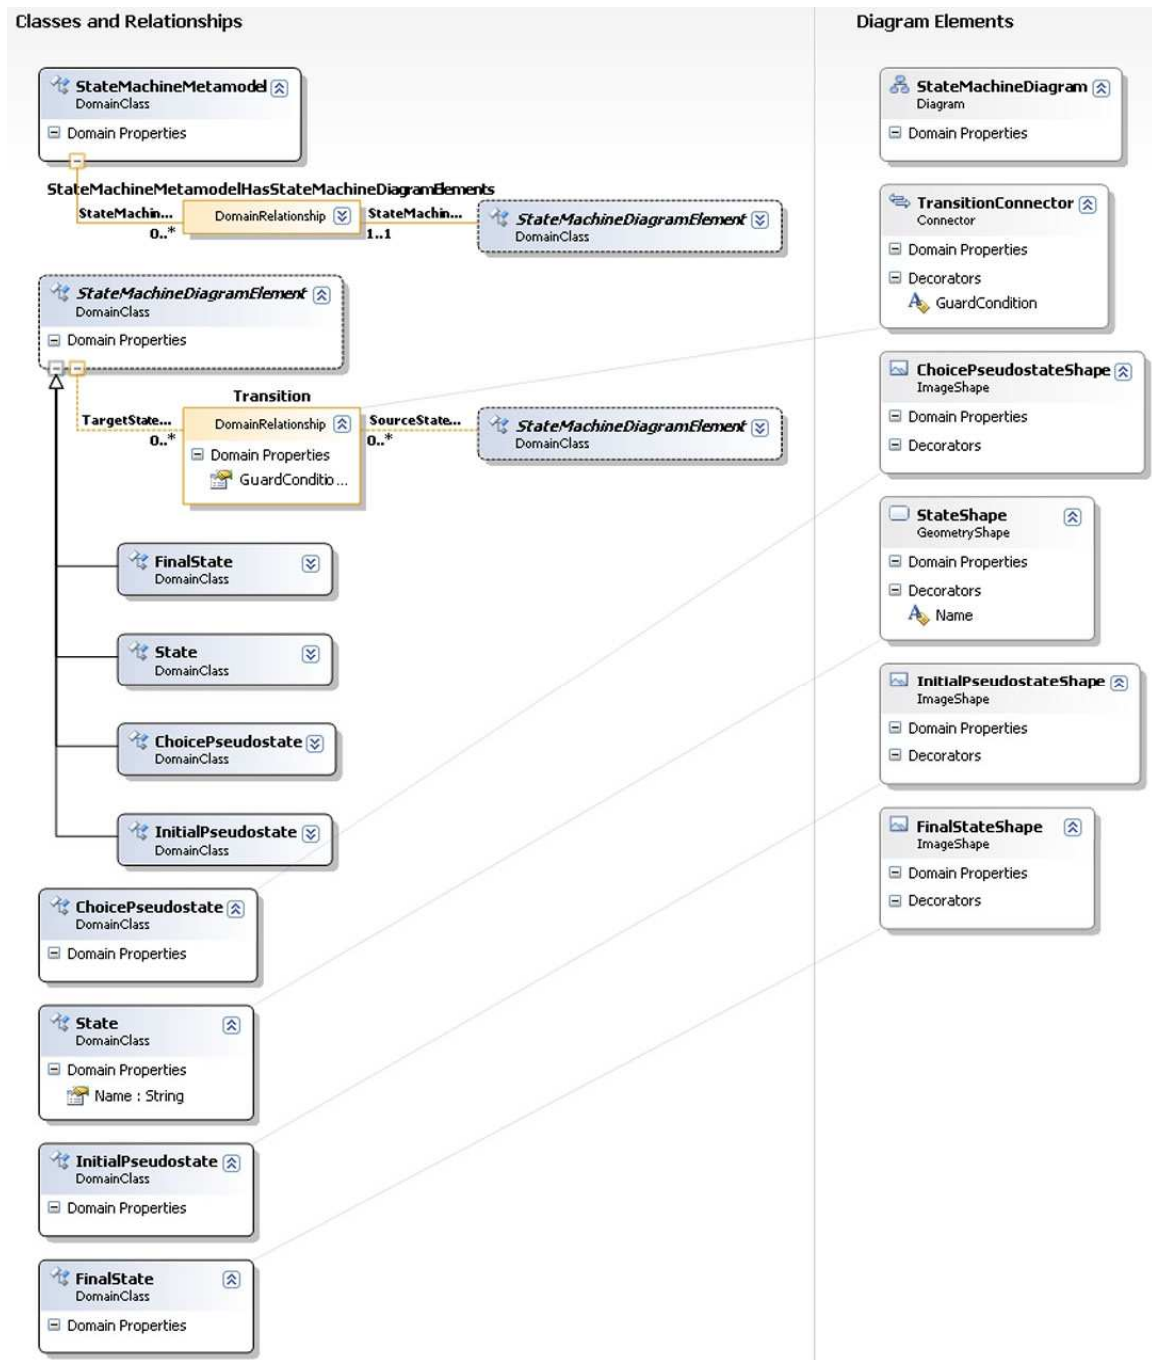 Classes and Relationships
StateMachineMetamodel
DomainClass
Domain Properties
StateMachineMetamodelHasStateMachineDiagramElements
StateMachin...
0..*
DomainRelationship
StateMachin...
1..1
StateMachineDiagramElement
DomainClass
StateMachineDiagramElement
DomainClass
Domain Properties
Transition
TargetState...
0..*
DomainRelationship
Domain Properties
GuardConditio...
SourceState...
0..*
StateMachineDiagramElement
DomainClass
FinalState
DomainClass
State
DomainClass
ChoicePseudostate
DomainClass
InitialPseudostate
DomainClass
ChoicePseudostate
DomainClass
Domain Properties
State
DomainClass
Domain Properties
Name : String
InitialPseudostate
DomainClass
Domain Properties
FinalState
DomainClass
Domain Properties
Diagram Elements
StateMachineDiagram
Diagram
Domain Properties
TransitionConnector
Connector
Domain Properties
Decorators
GuardCondition
ChoicePseudostateShape
ImageShape
Domain Properties
Decorators
StateShape
GeometryShape
Domain Properties
Decorators
Name
InitialPseudostateShape
ImageShape
Domain Properties
Decorators
FinalStateShape
ImageShape
Domain Properties
Decorators